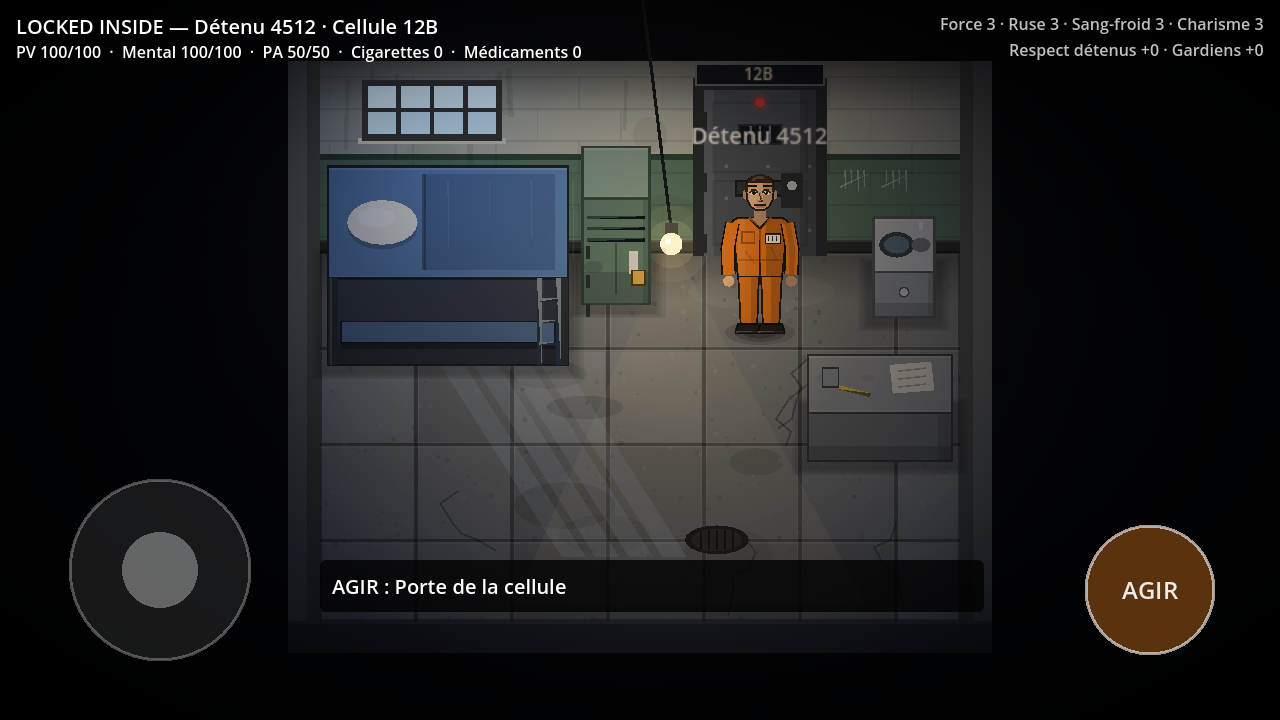 LOCKED INSIDE — Détenu 4512 · Cellule 12B
PV 100/100 · Mental 100/100 · PA 50/50 · Cigarettes 0 · Médicaments 0
Force 3 · Ruse 3 · Sang-froid 3 · Charisme 3
Respect détenus +0 · Gardiens +0
12B
Détenu 4512
AGIR : Porte de la cellule
AGIR